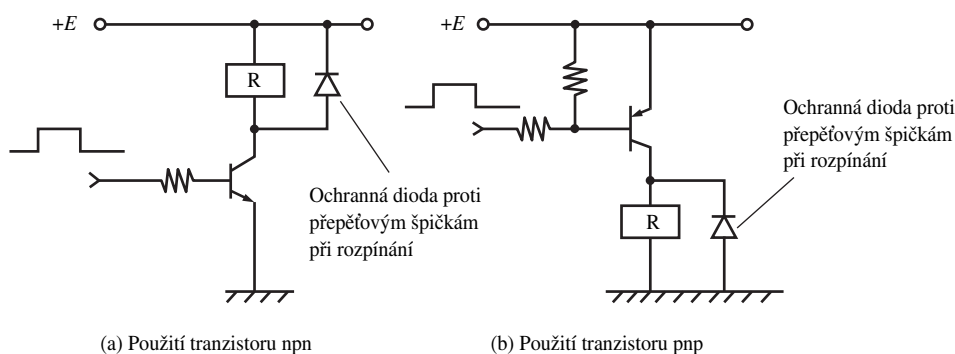 +E
R
Ochranná dioda proti
přepěťovým špičkám
při rozpínání
(a) Použití tranzistoru npn
+E
Ochranná dioda proti
přepěťovým špičkám
při rozpínání
R
(b) Použití tranzistoru pnp